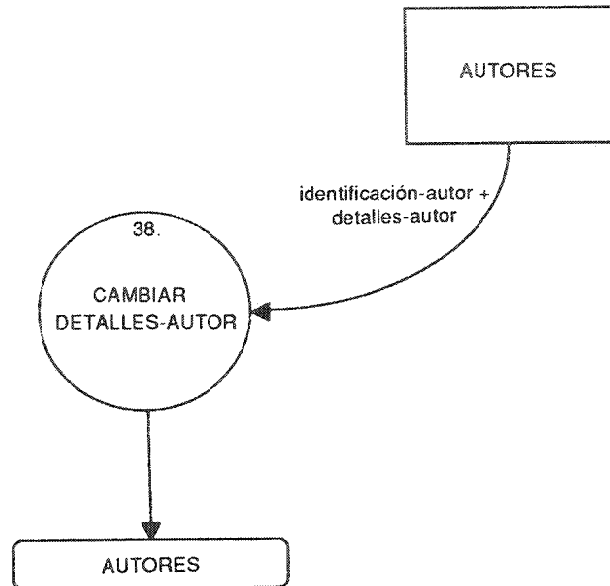 AUTORES
identificación-autor +
detalles-autor
38.
CAMBIAR
DETALLES-AUTOR
AUTORES